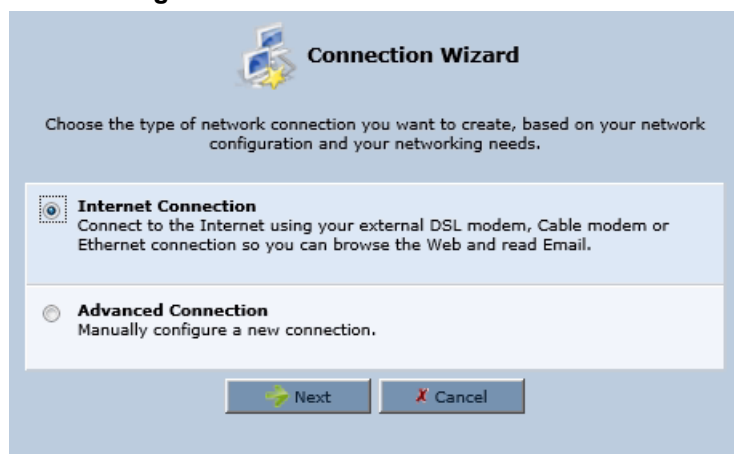 Connection Wizard
Choose the type of network connection you want to create, based on your network
configuration and your networking needs.
Internet Connection
Connect to the Internet using your external DSL modem, Cable modem or
Ethernet connection so you can browse the Web and read Email.
Advanced Connection
Manually configure a new connection.
Next
Cancel